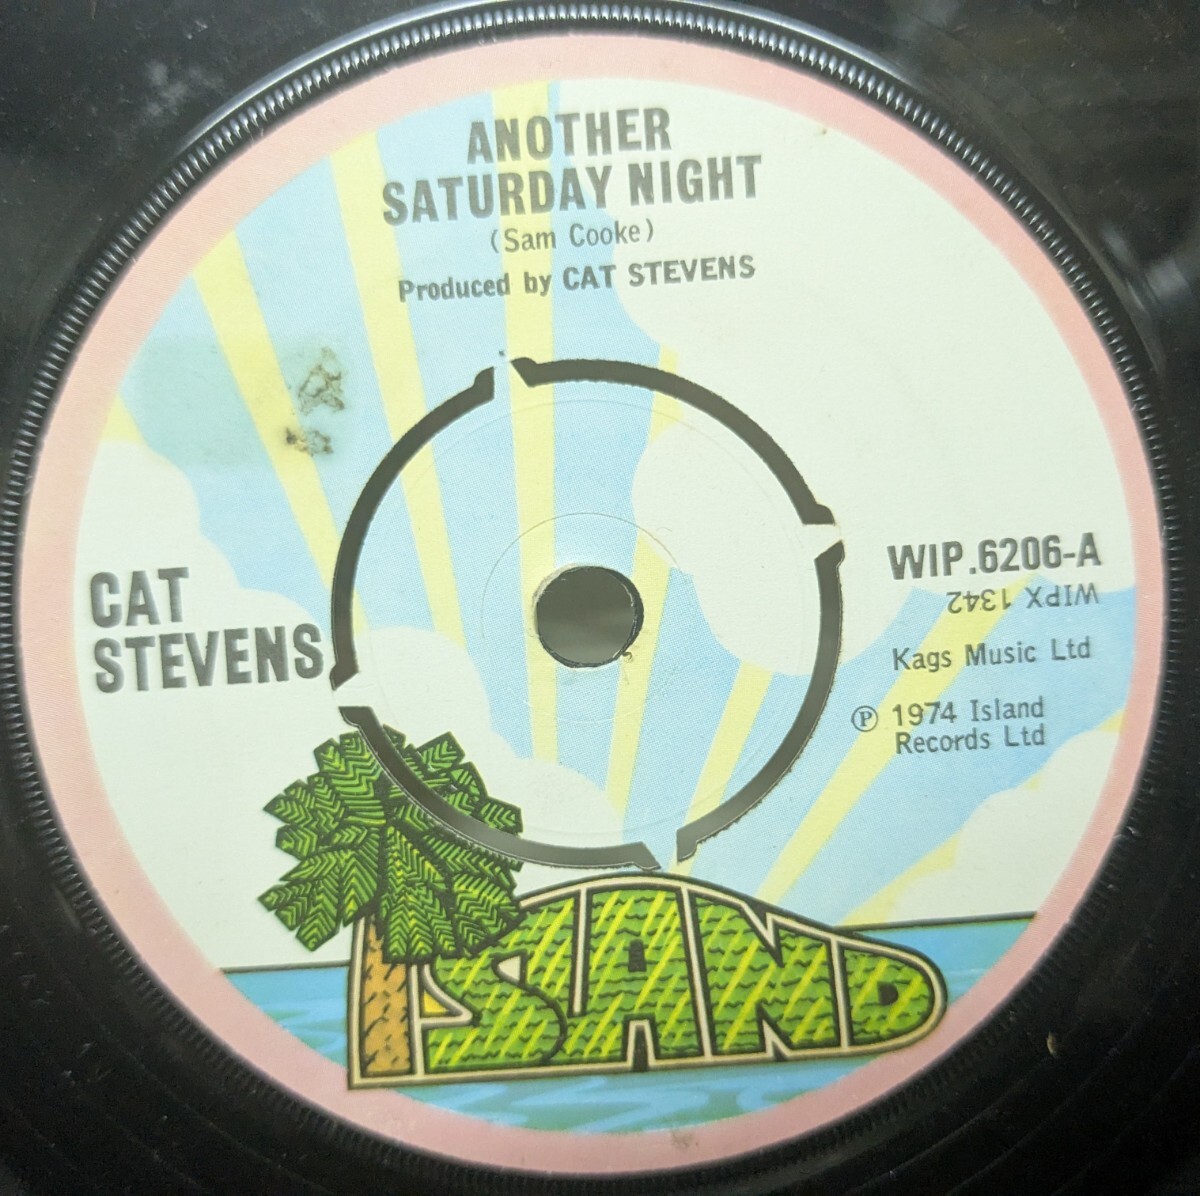 ANOTHER
SATURDAY NIGHT
(Sam Cooke)
Produced by CAT STEVENS
CAT
STEVENS
WIP.6206-A
WIPX 1342
Kags Music Ltd
℗ 1974 Island
Records Ltd
ISLAND